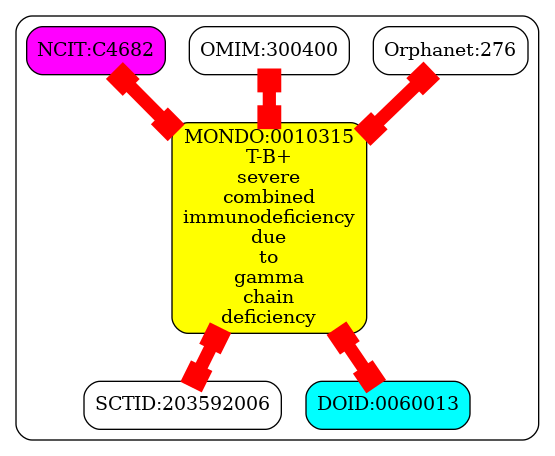 NCIT:C4682
OMIM:300400
Orphanet:276
MONDO:0010315
T-B+
severe
combined
immunodeficiency
due
to
gamma
chain
deficiency
SCTID:203592006
DOID:0060013